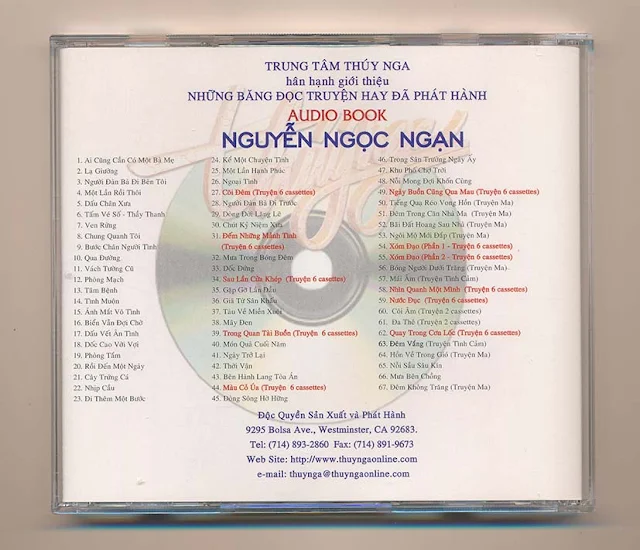 TRUNG TÂM THÚY NGA
hân hạnh giới thiệu
NHỮNG BĂNG ĐỌC TRUYỆN HAY ĐÃ PHÁT HÀNH
AUDIO BOOK
NGUYỄN NGỌC NGẠN
1. Ai Cũng Cần Có Một Bà Mẹ
2. Lạ Giường
3. Người Đàn Bà Đi Bên Tôi
4. Một Lần Rồi Thôi
5. Dấu Chân Xưa
6. Tấm Vé Số - Thầy Thanh
7. Ven Rừng
8. Chung Quanh Tôi
9. Bước Chân Người Tình
10. Qua Đường
11. Vách Tường Cũ
12. Phòng Mạch
13. Tâm Bệnh
14. Tình Muộn
15. Ánh Mắt Vô Tình
16. Biển Vẫn Đợi Chờ
17. Dấu Vết Ân Tình
18. Dốc Cao Vời Vợi
19. Phòng Tắm
20. Rồi Đến Một Ngày
21. Cây Trứng Cá
22. Nhịp Cầu
23. Đi Thêm Một Bước
24. Kể Một Chuyện Tình
25. Một Lần Hạnh Phúc
26. Ngoại Tình
27. Cõi Đêm (Truyện 6 cassettes)
28. Người Đàn Bà Đi Trước
29. Dòng Đời Lặng Lẽ
30. Chút Kỷ Niệm Xưa
31. Đếm Những Mảnh Tình
(Truyện 6 cassettes)
32. Mưa Trong Bóng Đêm
33. Dốc Đứng
34. Sau Lần Cửa Khép (Truyện 6 cassettes)
35. Gặp Gỡ Lần Đầu
36. Giã Từ Sân Khấu
37. Tàu Về Miền Xuôi
38. Mây Đen
39. Trong Quan Tài Buồn (Truyện 6 cassettes)
40. Món Quà Cuối Năm
41. Ngày Trở Lại
42. Thời Vận
43. Bên Hành Lang Tòa Án
44. Màu Cỏ Úa (Truyện 6 cassettes)
45. Dòng Sông Hờ Hững
46. Trong Sân Trường Ngày Ấy
47. Khu Phố Chợ Trời
48. Nỗi Mong Đợi Khốn Cùng
49. Ngày Buồn Cũng Qua Mau (Truyện 6 cassettes)
50. Tiếng Quạ Réo Vong Hồn (Truyện Ma)
51. Đêm Trong Căn Nhà Ma (Truyện Ma)
52. Bãi Đất Hoang Sau Nhà (Truyện Ma)
53. Ngôi Mộ Mới Đắp (Truyện Ma)
54. Xóm Đạo (Phần 1 - Truyện 6 cassettes)
55. Xóm Đạo (Phần 2 - Truyện 6 cassettes)
56. Bóng Người Dưới Trăng (Truyện Ma)
57. Mái Ấm (Truyện Tình Cảm)
58. Nhìn Quanh Một Mình (Truyện 6 cassettes)
59. Nước Đục (Truyện 6 cassettes)
60. Cõi Âm (Truyện 2 cassettes)
61. Đa Thê (Truyện 2 cassettes)
62. Quay Trong Cơn Lốc (Truyện 6 cassettes)
63. Đêm Vắng (Truyện Tình Cảm)
64. Hồn Về Trong Gió (Truyện Ma)
65. Nỗi Sầu Sâu Kín
66. Mưa Bên Chồng
67. Đêm Không Trăng (Truyện Ma)
Độc Quyền Sản Xuất và Phát Hành
9295 Bolsa Ave., Westminster, CA 92683.
Tel: (714) 893-2860 Fax: (714) 891-9673
Web Site: http://www.thuyngaonline.com
e-mail: thuynga@thuyngaonline.com